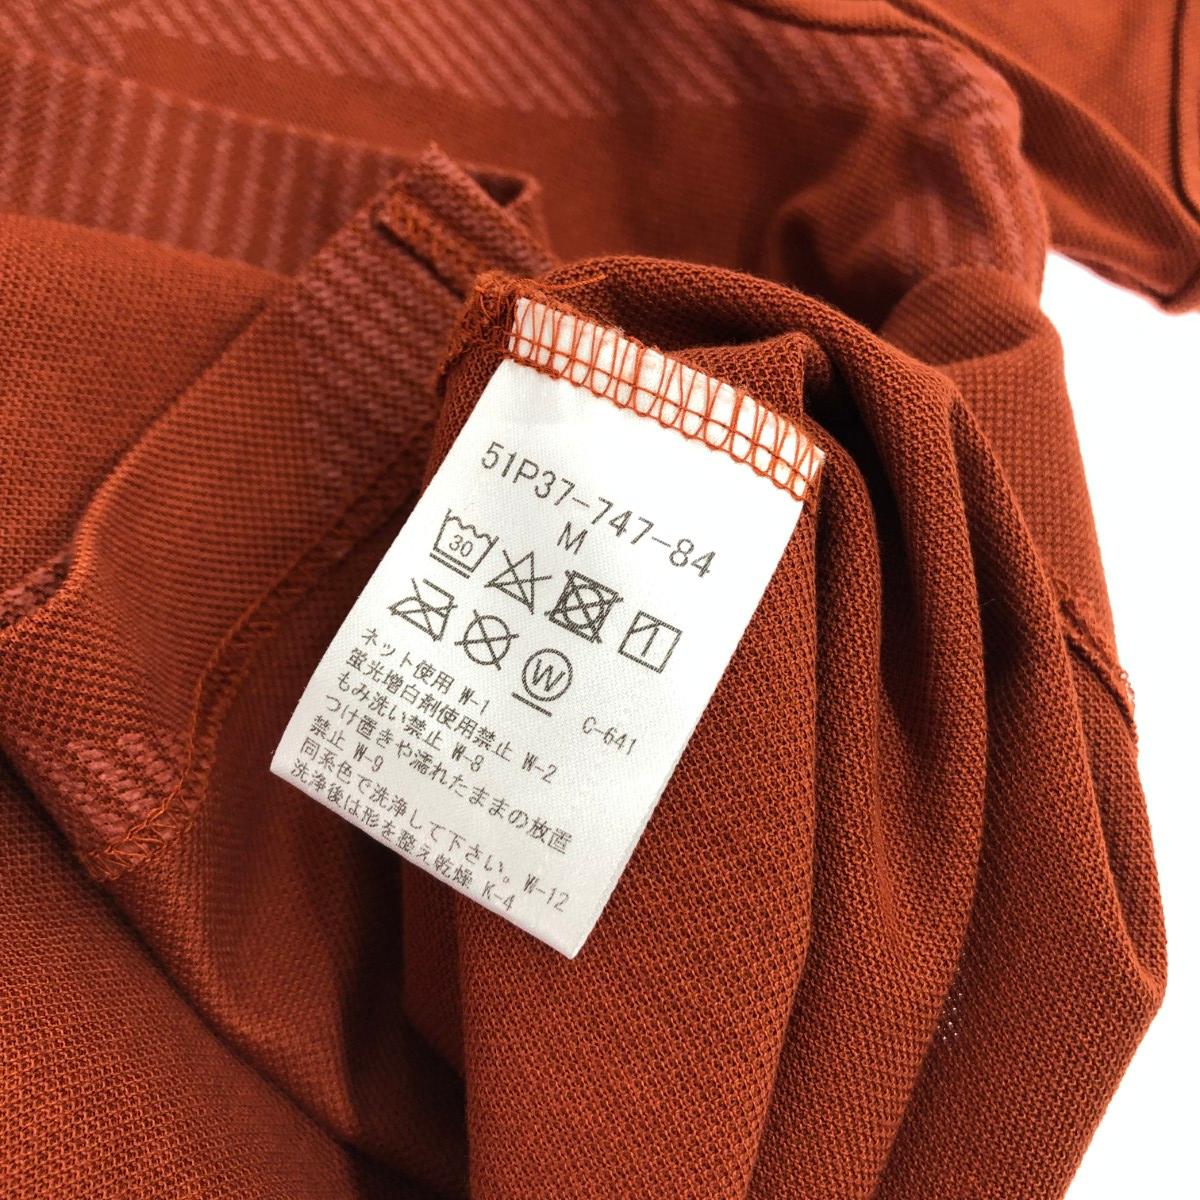 51P37-747-84
M
30
W
C-641
ネット使用 W-1
蛍光増白剤使用禁止 W-2
もみ洗い禁止 W-8
つけ置きや濡れたままの放置
禁止 W-9
同系色で洗浄して下さい。W-12
洗浄後は形を整え乾燥 K-4